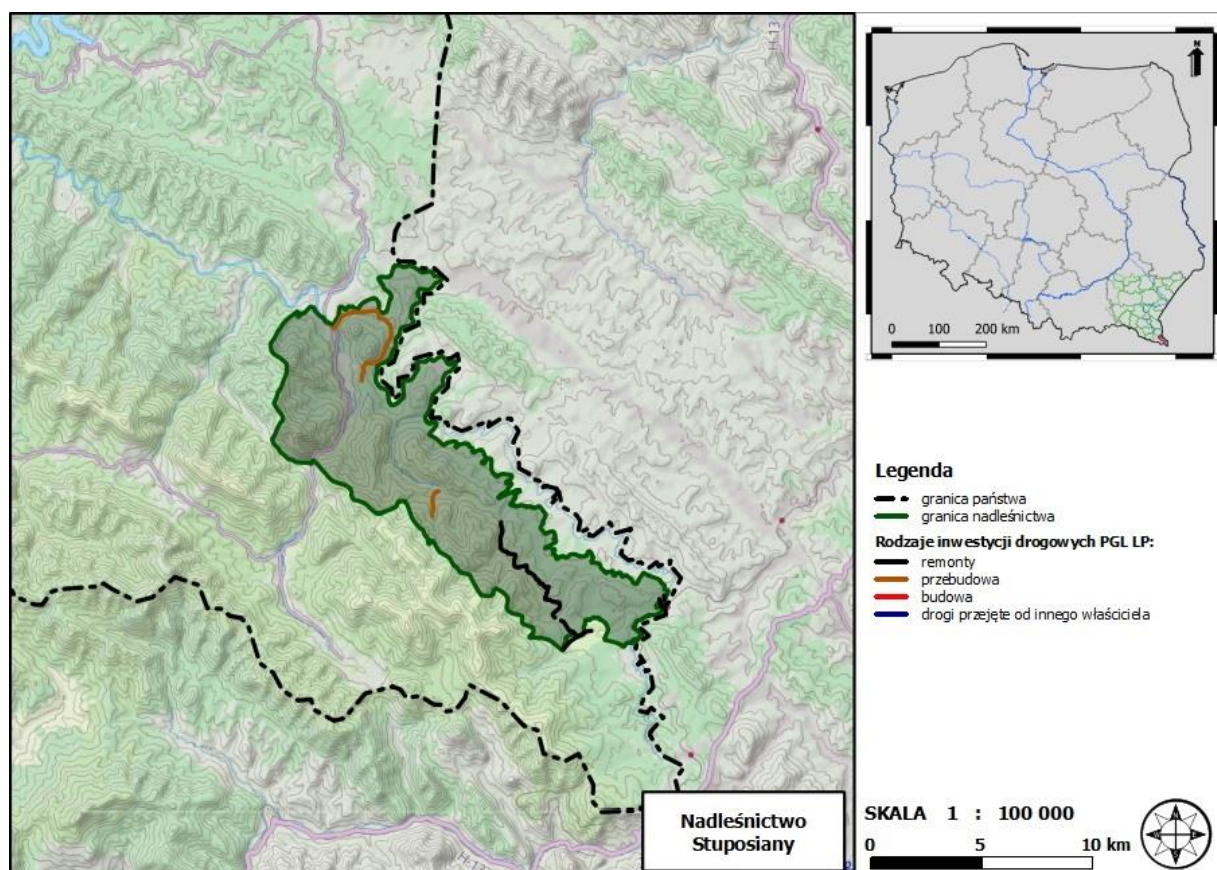 H-13
N
0 100 200 km
Legenda
granica państwa
granica nadleśnictwa
Rodzaje inwestycji drogowych PGL LP:
remonty
przebudowa
budowa
drogi przejęte od innego właściciela
Nadleśnictwo
Stuposiany
SKALA 1 : 100 000
0 5 10 km